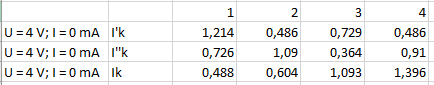 1 2 3 4
U = 4 V; I = 0 mA I'k 1,214 0,486 0,729 0,486
U = 4 V; I = 0 mA I''k 0,726 1,09 0,364 0,91
U = 4 V; I = 0 mA Ik 0,488 0,604 1,093 1,396